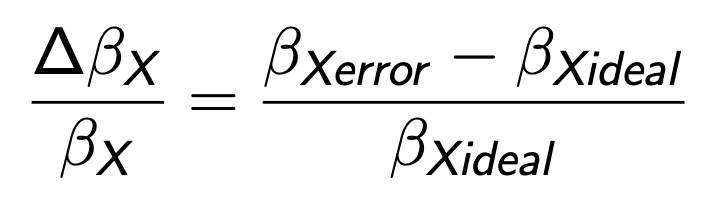 Δβ_X / β_X = (β_Xerror − β_Xideal) / β_Xideal